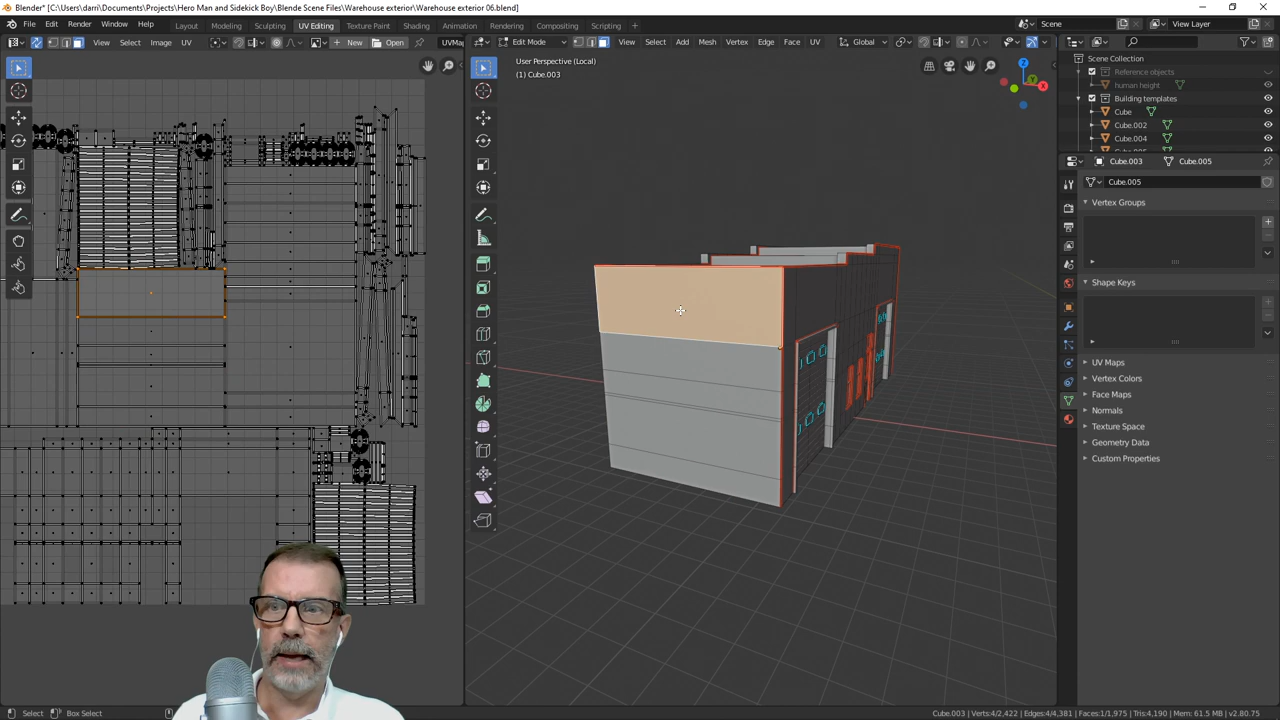 Blender* [C:\Users\darri\Documents\Projects\Hero Man and Sidekick Boy\Blende Scene Files\Warehouse exterior\Warehouse exterior 06.blend]
File Edit Render Window Help Layout Modeling Sculpting UV Editing Texture Paint Shading Animation Rendering Compositing Scripting Scene View Layer
View Select Image UV New Open UVMap
Edit Mode View Select Add Mesh Vertex Edge Face UV Global
User Perspective (Local)
(1) Cube.003
Scene Collection
Reference objects
human height
Building templates
Cube
Cube.002
Cube.004
Cube.003 Cube.005
Cube.005
Vertex Groups
Shape Keys
UV Maps
Vertex Colors
Face Maps
Normals
Texture Space
Geometry Data
Custom Properties
Select Box Select
Cube.003 | Verts:4/2,422 | Edges:4/4,381 | Faces:1/1,975 | Tris:4,190 | Mem: 61.5 MB | v2.80.75